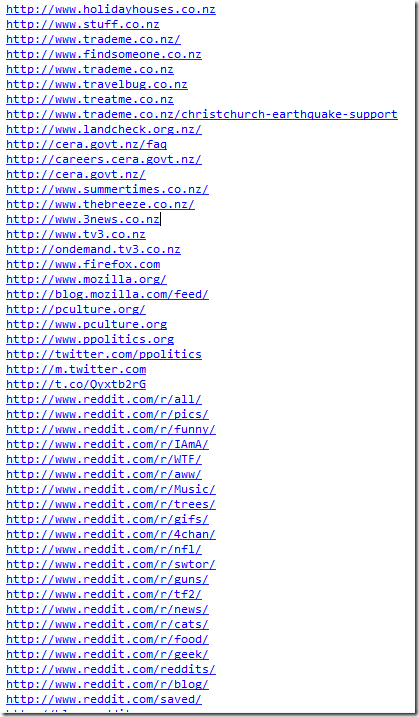 http://www.holidayhouses.co.nz
http://www.stuff.co.nz
http://www.trademe.co.nz/
http://www.findsomeone.co.nz
http://www.trademe.co.nz
http://www.travelbug.co.nz
http://www.treatme.co.nz
http://www.trademe.co.nz/christchurch-earthquake-support
http://www.landcheck.org.nz/
http://cera.govt.nz/faq
http://careers.cera.govt.nz/
http://cera.govt.nz/
http://www.summertimes.co.nz/
http://www.thebreeze.co.nz/
http://www.3news.co.nz
http://www.tv3.co.nz
http://ondemand.tv3.co.nz
http://www.firefox.com
http://www.mozilla.org/
http://blog.mozilla.com/feed/
http://pculture.org/
http://www.pculture.org
http://www.ppolitics.org
http://twitter.com/ppolitics
http://m.twitter.com
http://t.co/Qyxtb2rG
http://www.reddit.com/r/all/
http://www.reddit.com/r/pics/
http://www.reddit.com/r/funny/
http://www.reddit.com/r/IAmA/
http://www.reddit.com/r/WTF/
http://www.reddit.com/r/aww/
http://www.reddit.com/r/Music/
http://www.reddit.com/r/trees/
http://www.reddit.com/r/gifs/
http://www.reddit.com/r/4chan/
http://www.reddit.com/r/nfl/
http://www.reddit.com/r/swtor/
http://www.reddit.com/r/guns/
http://www.reddit.com/r/tf2/
http://www.reddit.com/r/news/
http://www.reddit.com/r/cats/
http://www.reddit.com/r/food/
http://www.reddit.com/r/geek/
http://www.reddit.com/reddits/
http://www.reddit.com/r/blog/
http://www.reddit.com/saved/